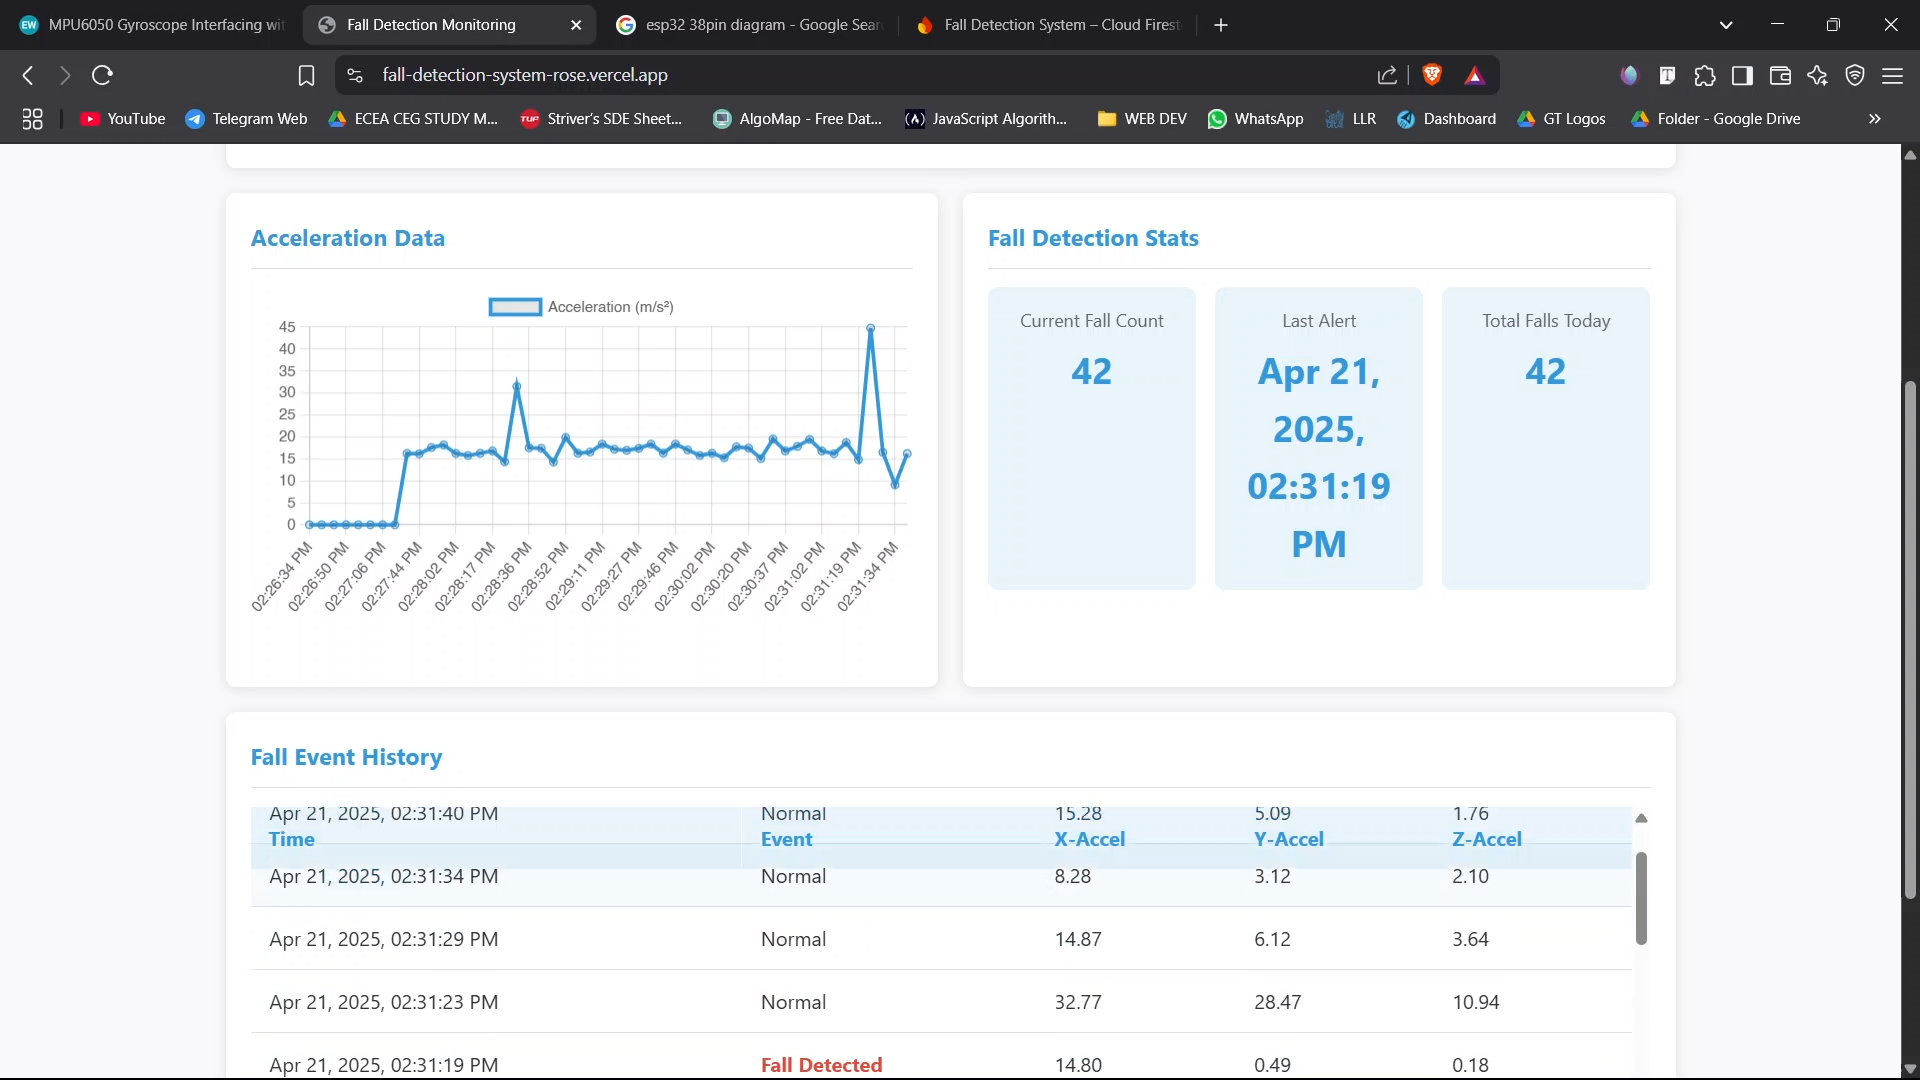 MPU6050 Gyroscope Interfacing wit
Fall Detection Monitoring
esp32 38pin diagram - Google Sear
Fall Detection System – Cloud Firest
fall-detection-system-rose.vercel.app
YouTube
Telegram Web
ECEA CEG STUDY M...
Striver's SDE Sheet...
AlgoMap - Free Dat...
JavaScript Algorith...
WEB DEV
WhatsApp
LLR
Dashboard
GT Logos
Folder - Google Drive
Acceleration Data
Acceleration (m/s²)
45
40
35
30
25
20
15
10
5
0
02:26:34 PM
02:26:50 PM
02:27:06 PM
02:27:44 PM
02:28:02 PM
02:28:17 PM
02:28:36 PM
02:28:52 PM
02:29:11 PM
02:29:27 PM
02:29:46 PM
02:30:02 PM
02:30:20 PM
02:30:37 PM
02:31:02 PM
02:31:19 PM
02:31:34 PM
Fall Detection Stats
Current Fall Count
42
Last Alert
Apr 21,
2025,
02:31:19
PM
Total Falls Today
42
Fall Event History
Apr 21, 2025, 02:31:40 PM Normal 15.28 5.09 1.76
Time Event X-Accel Y-Accel Z-Accel
Apr 21, 2025, 02:31:34 PM Normal 8.28 3.12 2.10
Apr 21, 2025, 02:31:29 PM Normal 14.87 6.12 3.64
Apr 21, 2025, 02:31:23 PM Normal 32.77 28.47 10.94
Apr 21, 2025, 02:31:19 PM Fall Detected 14.80 0.49 0.18